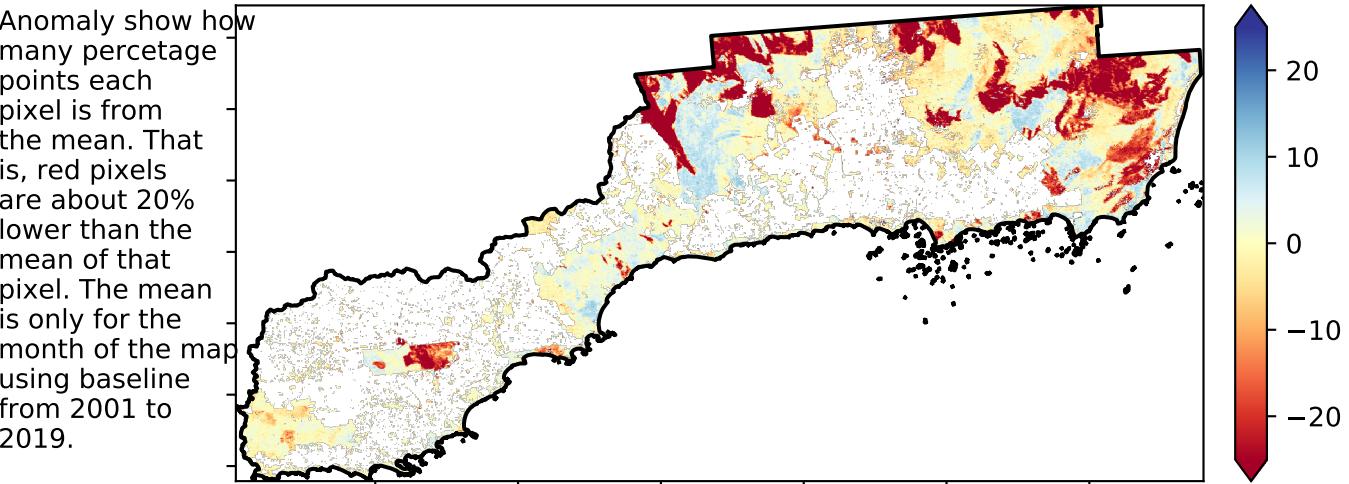 Anomaly show how
many percetage
points each
pixel is from
the mean. That
is, red pixels
are about 20%
lower than the
mean of that
pixel. The mean
is only for the
month of the map
using baseline
from 2001 to
2019.
20
10
0
−10
−20